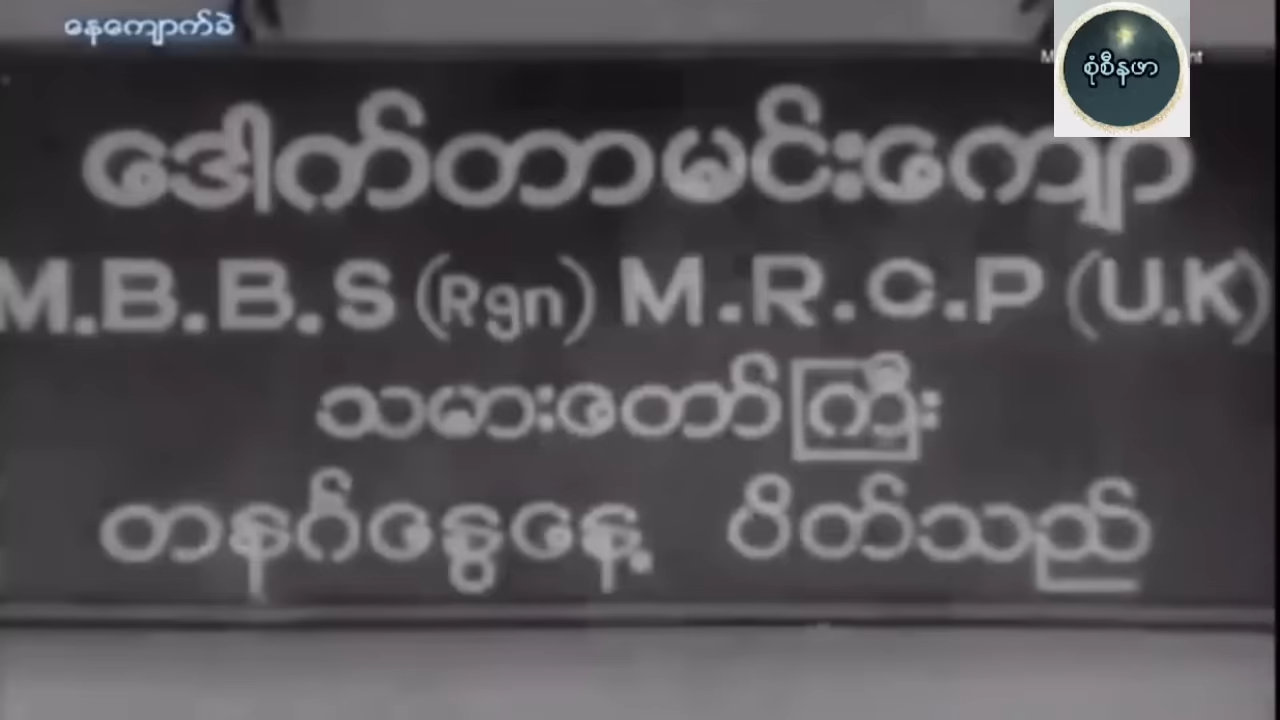 နေကျောက်ခဲ
စုံစီနဖာ
ဒေါက်တာမင်းကျော်
M.B.B.S (Rgn) M.R.C.P (U.K)
သမားတော်ကြီး
တနင်္ဂနွေနေ့ ပိတ်သည်